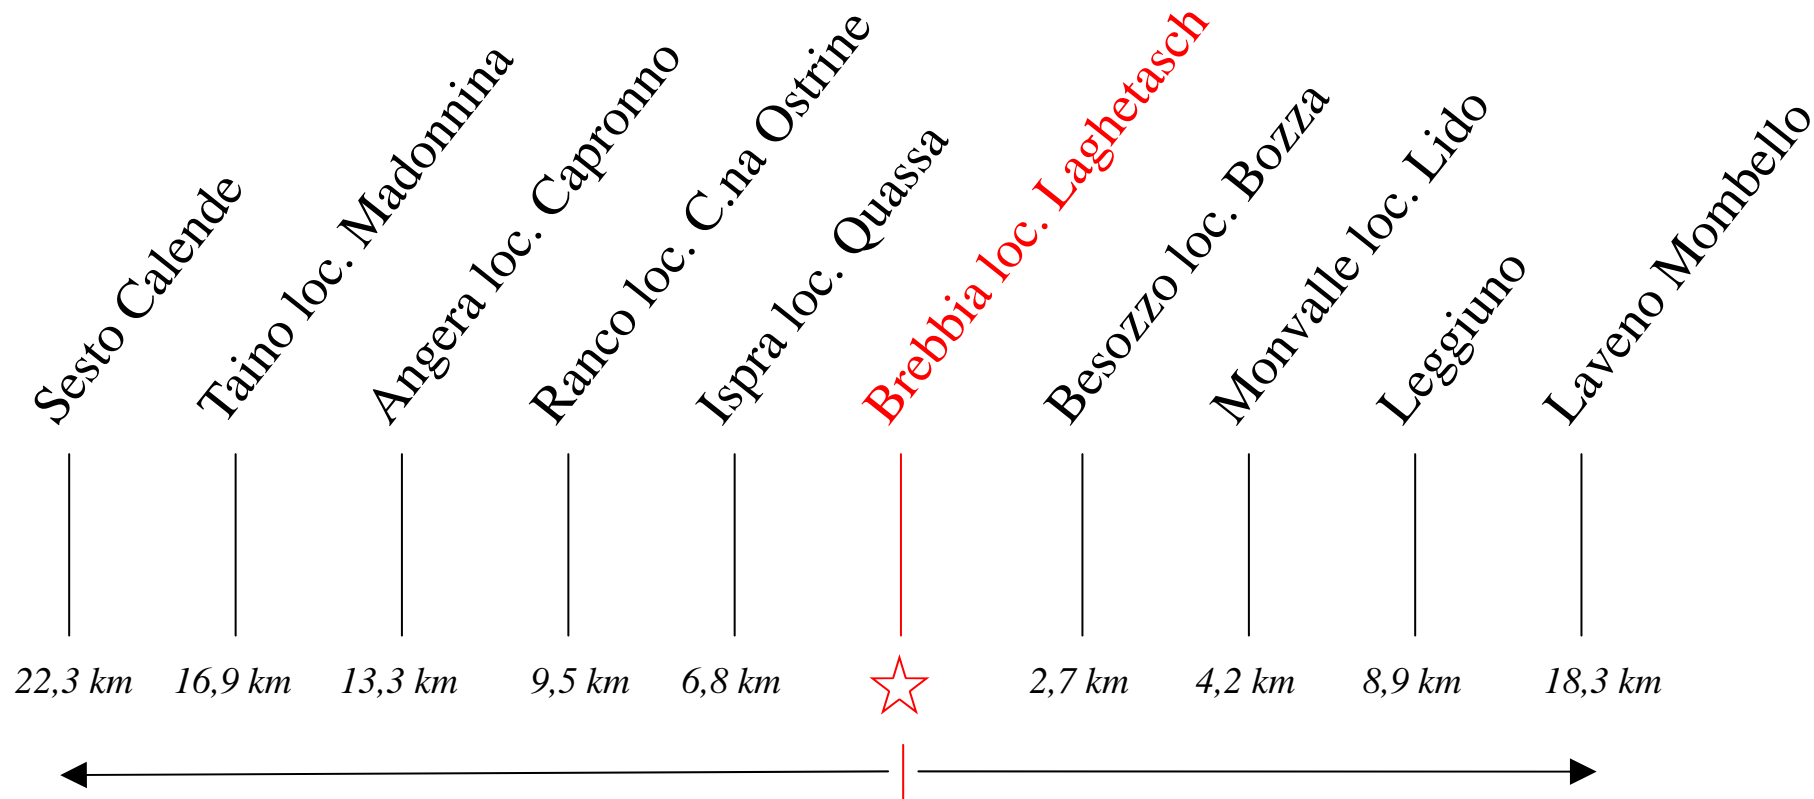 Sesto Calende
Taino loc. Madonnina
Angera loc. Capronno
Ranco loc. C.na Ostrine
Ispra loc. Quassa
Brebbia loc. Laghetasch
Besozzo loc. Bozza
Monvalle loc. Lido
Leggiuno
Laveno Mombello
22,3 km
16,9 km
13,3 km
9,5 km
6,8 km
2,7 km
4,2 km
8,9 km
18,3 km